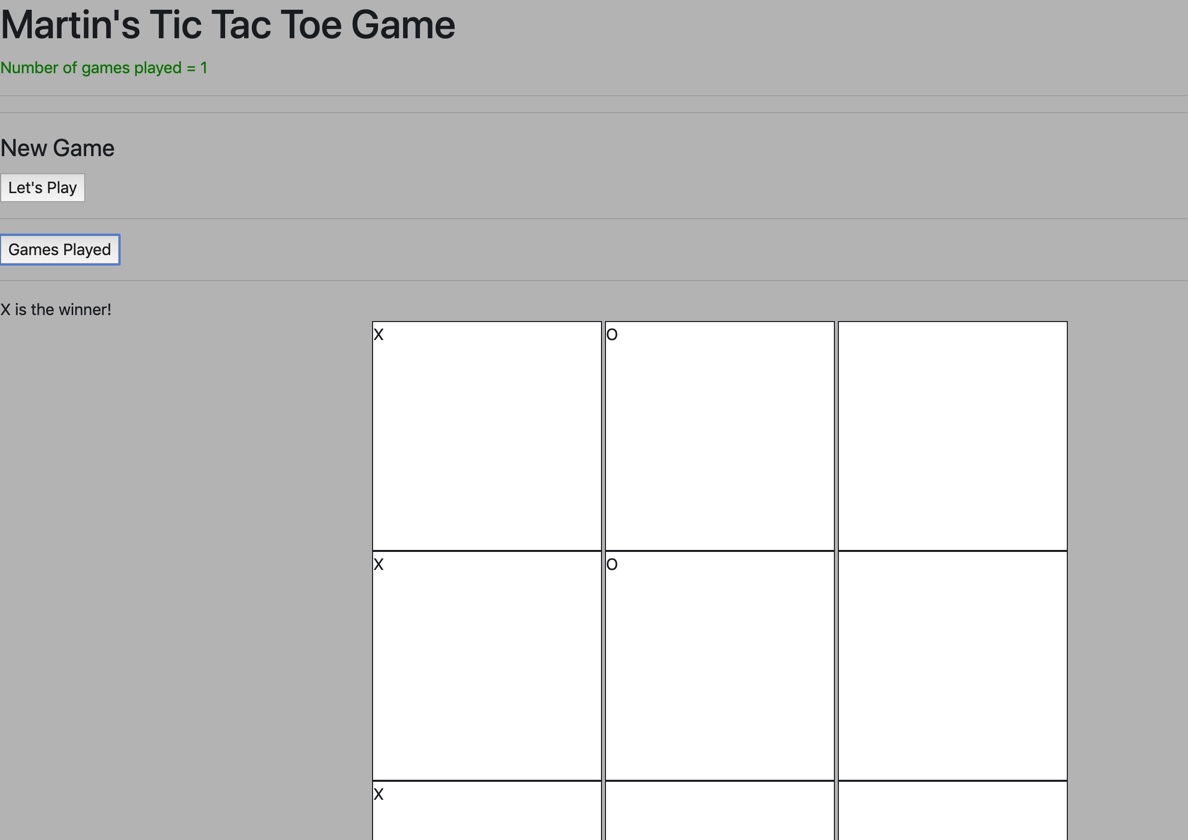 Martin's Tic Tac Toe Game
Number of games played = 1
New Game
Let's Play
Games Played
X is the winner!
X O
X O
X